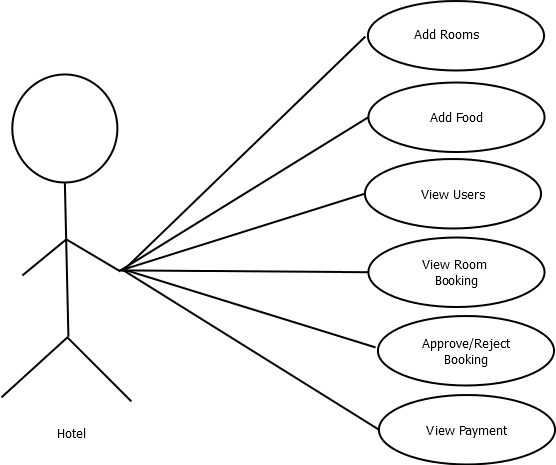 Add Rooms
Add Food
View Users
View Room
Booking
Approve/Reject
Booking
View Payment
Hotel